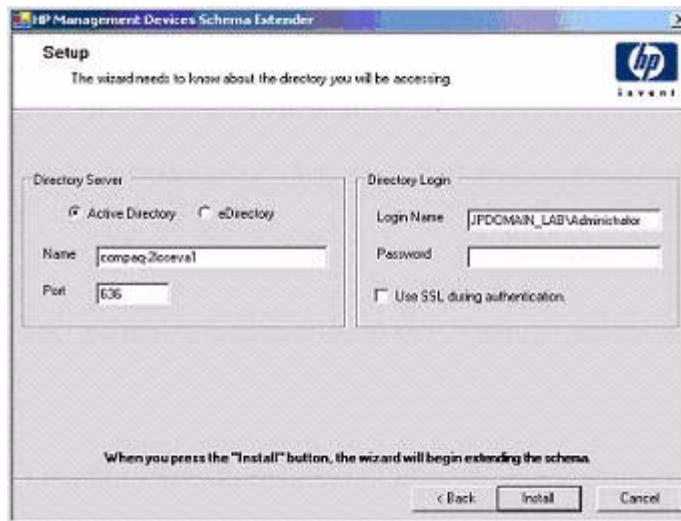 HP Management Devices Schema Extender
Setup
The wizard needs to know about the directory you will be accessing.
hp
invent
Directory Server
Active Directory
eDirectory
Name
compaq-2loseva1
Port
636
Directory Login
Login Name
JPDOMAIN_LAB\Administrator
Password
Use SSL during authentication.
When you press the "Install" button, the wizard will begin extending the schema.
< Back
Install
Cancel